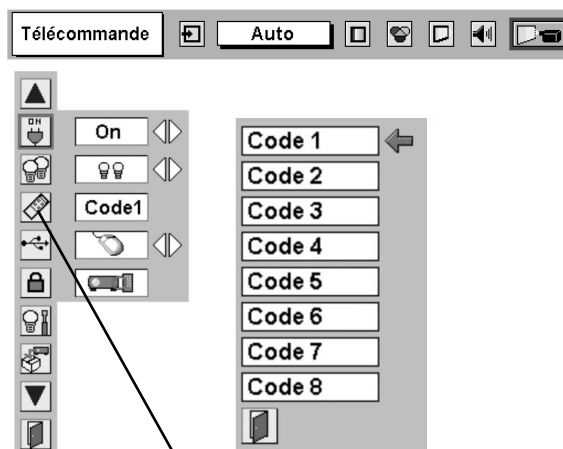 Télécommande
Auto
ON
On
Code1
Code 1
Code 2
Code 3
Code 4
Code 5
Code 6
Code 7
Code 8